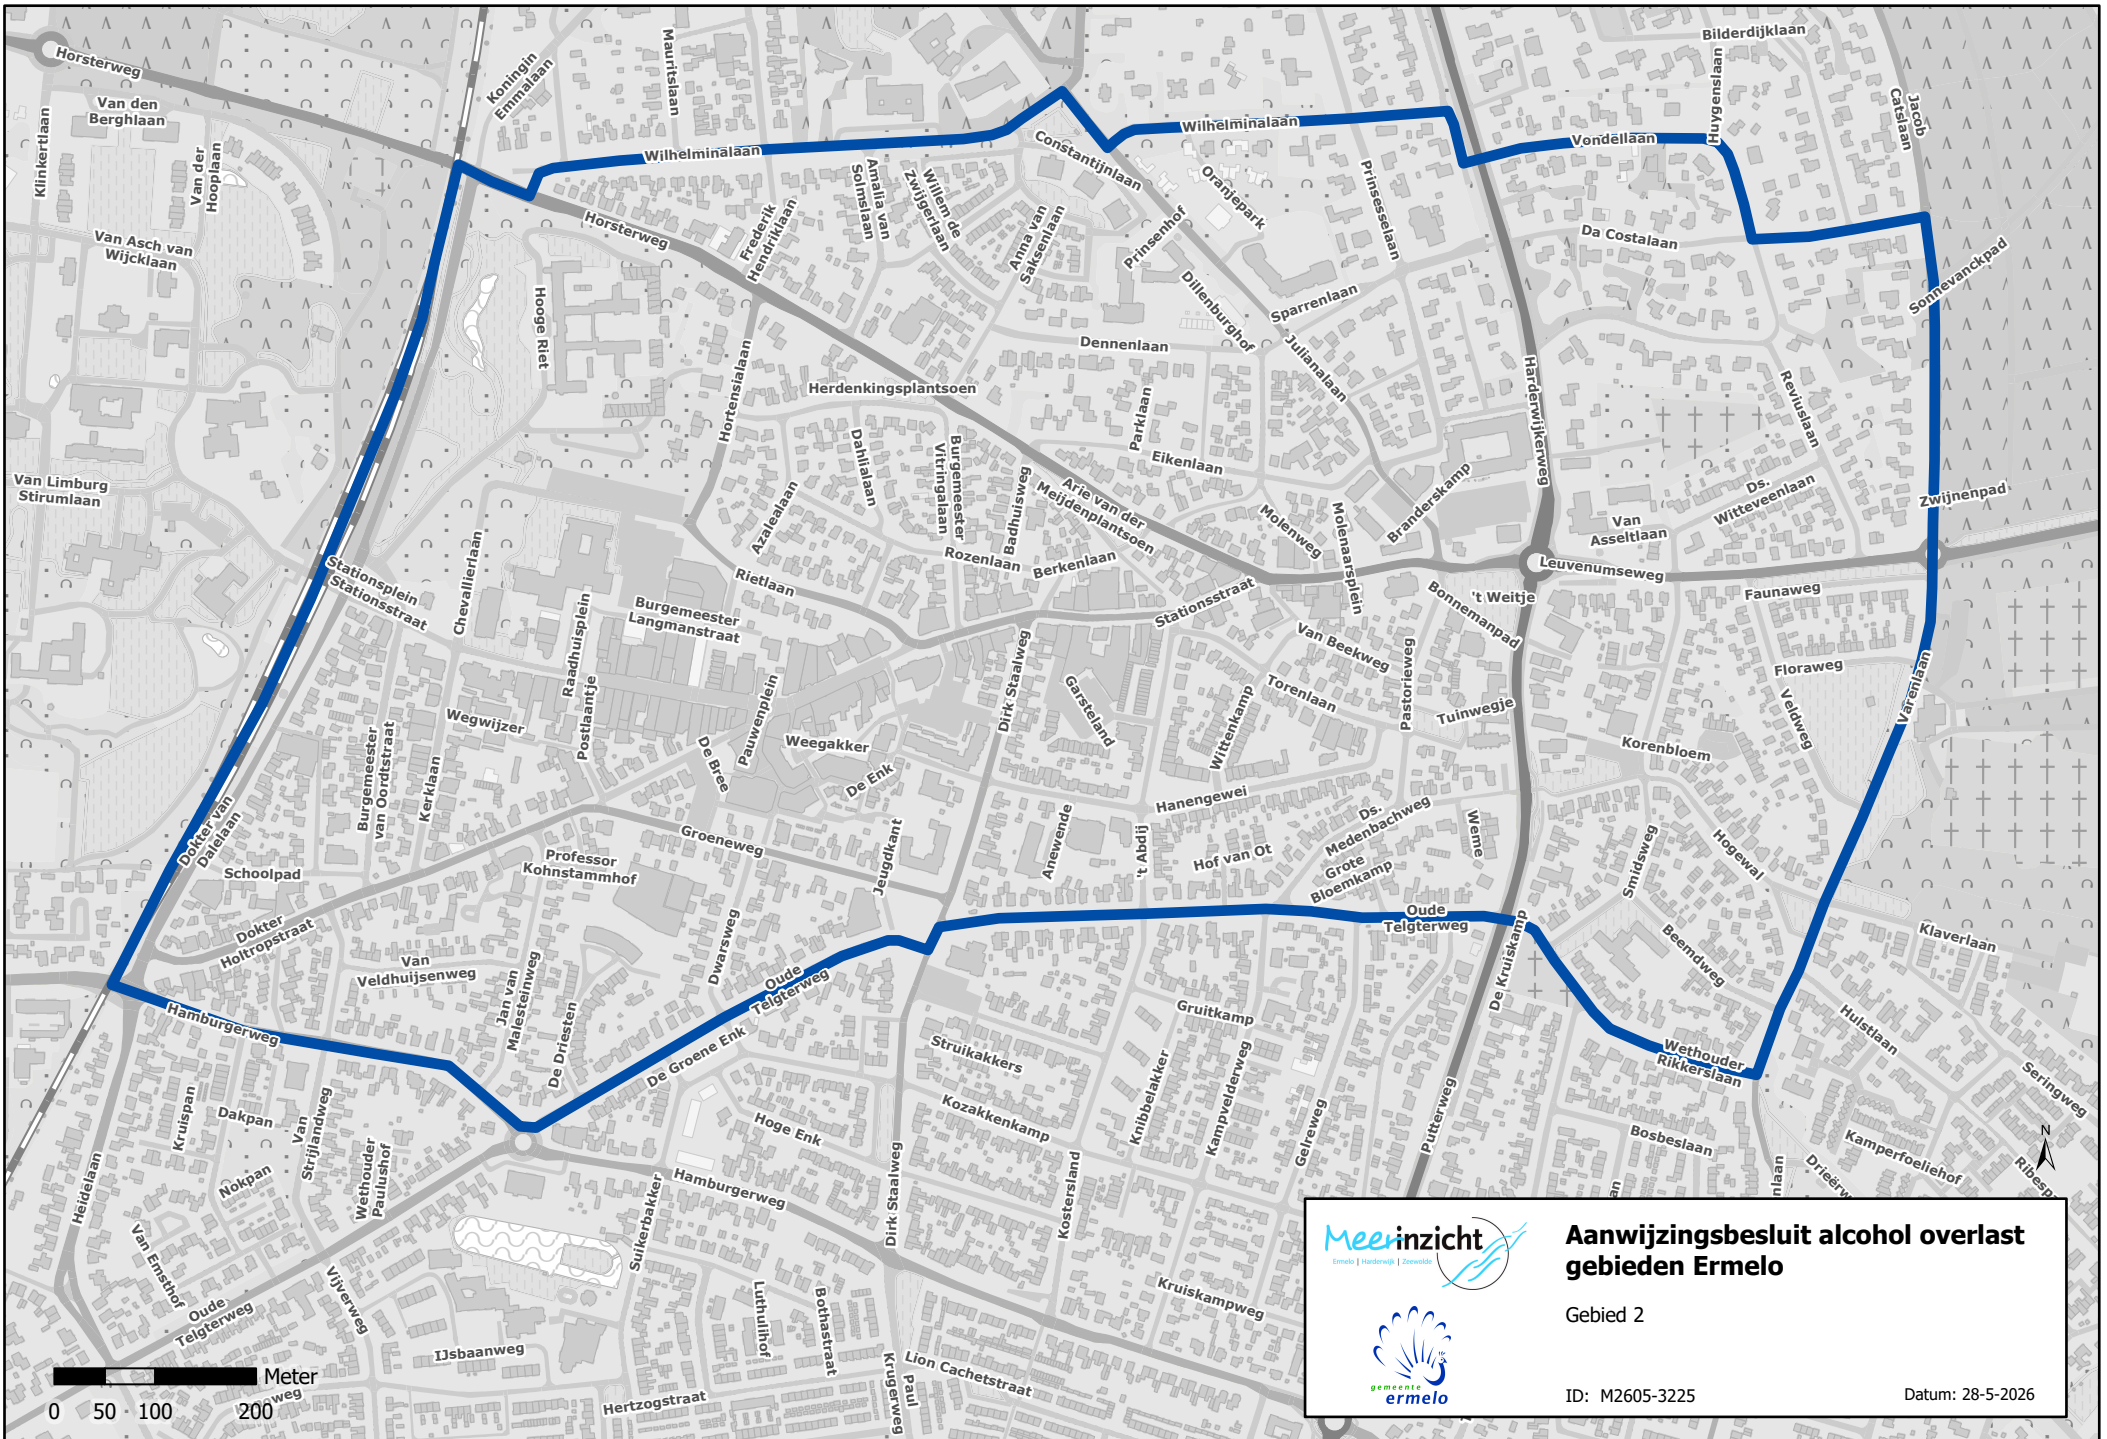 Horsterweg
Van den
Berghlaan
Klinkertlaan
Van der
Hooplaan
Van Asch van
Wijcklaan
Van Limburg
Stirumlaan
Koningin
Emmalaan
Mauritslaan
Wilhelminalaan
Horsterweg
Frederik
Hendriklaan
Amalia van
Solmslaan
Willem de
Zwijgerlaan
Anna van
Saksenlaan
Constantijnlaan
Wilhelminalaan
Oranjepark
Prinsenhof
Prinsesselaan
Dillenburghof
Sparrenlaan
Julianalaan
Dennenlaan
Vondellaan
Bilderdijklaan
Huygenslaan
Jacob
Catslaan
Da Costalaan
Sonnevanckpad
Harderwijkerweg
Reviuslaan
Hooge Riet
Hortensialaan
Herdenkingsplantsoen
Dahlialaan
Burgemeester
Vitringalaan
Badhuisweg
Parklaan
Eikenlaan
Arie van der
Meijdenplantsoen
Azalealaan
Rozenlaan
Berkenlaan
Molenweg
Molenaarsplein
Branderskamp
Van
Asseltlaan
Ds.
Witteveenlaan
Zwijnenpad
Leuvenumseweg
Faunaweg
Floraweg
Veldweg
Varenlaan
Stationsplein
Stationsstraat
Chevallierlaan
Raadhuisplein
Burgemeester
Langmanstraat
Rietlaan
Stationsstraat
't Weitje
Bonnemanpad
Van Beekweg
Pastorieweg
Torenlaan
Tuinwegje
Korenbloem
Dirk Staalweg
Garsteland
Wittenkamp
Wegwijzer
Postlaantje
Pauwenplein
De Bree
Weegakker
De Enk
Burgemeester
van Oordtstraat
Kerklaan
Dokter van
Dalelaan
Schoolpad
Groeneweg
Jeugdkant
Anewende
Hanengewei
't Abdij
Hof van Ot
Ds.
Medenbachweg
Grote
Bloemkamp
Weme
Smidsweg
Hogewal
Professor
Kohnstammhof
Dokter
Holtropstraat
Van
Veldhuijsenweg
Jan van
Malesteinweg
De Driesten
Dwarsweg
Oude
Telgterweg
Oude
Telgterweg
De Kruiskamp
Beemdweg
Klaverlaan
Hamburgerweg
De Groene Enk
Gruitkamp
Struikakkers
Kozakkenkamp
Knibbelakker
Kampvelderweg
Gelreweg
Putterweg
Wethouder
Rikkerslaan
Hulstlaan
Seringweg
Bosbeslaan
Kamperfoeliehof
Kruispan
Dakpan
Van
Strijlandweg
Nokpan
Wethouder
Paulushof
Heidelaan
Van Emsthof
Oude
Telgterweg
Vijverweg
IJsbaanweg
Hoge Enk
Hamburgerweg
Suikerbakker
Dirk Staalweg
Kostersland
Kruiskampweg
Luthulihof
Bothastraat
Hertzogstraat
Paul
Krugerweg
Lion Cachetstraat
N
Meter
0 50 100 200
Meerinzicht
Ermelo | Harderwijk | Zeewolde
gemeente
ermelo
Aanwijzingsbesluit alcohol overlast
gebieden Ermelo
Gebied 2
ID: M2605-3225
Datum: 28-5-2026